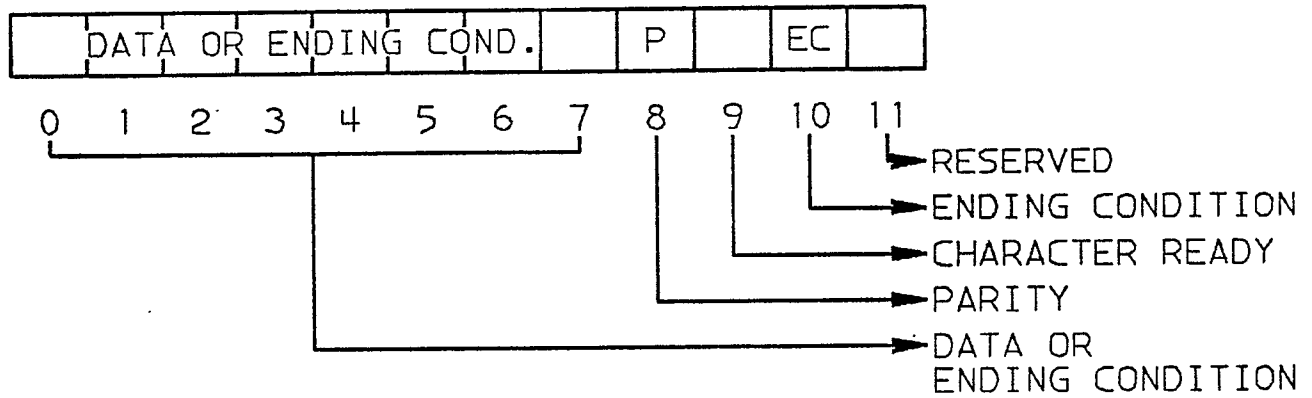 DATA OR ENDING COND. P EC
0 1 2 3 4 5 6 7 8 9 10 11
RESERVED
ENDING CONDITION
CHARACTER READY
PARITY
DATA OR
ENDING CONDITION